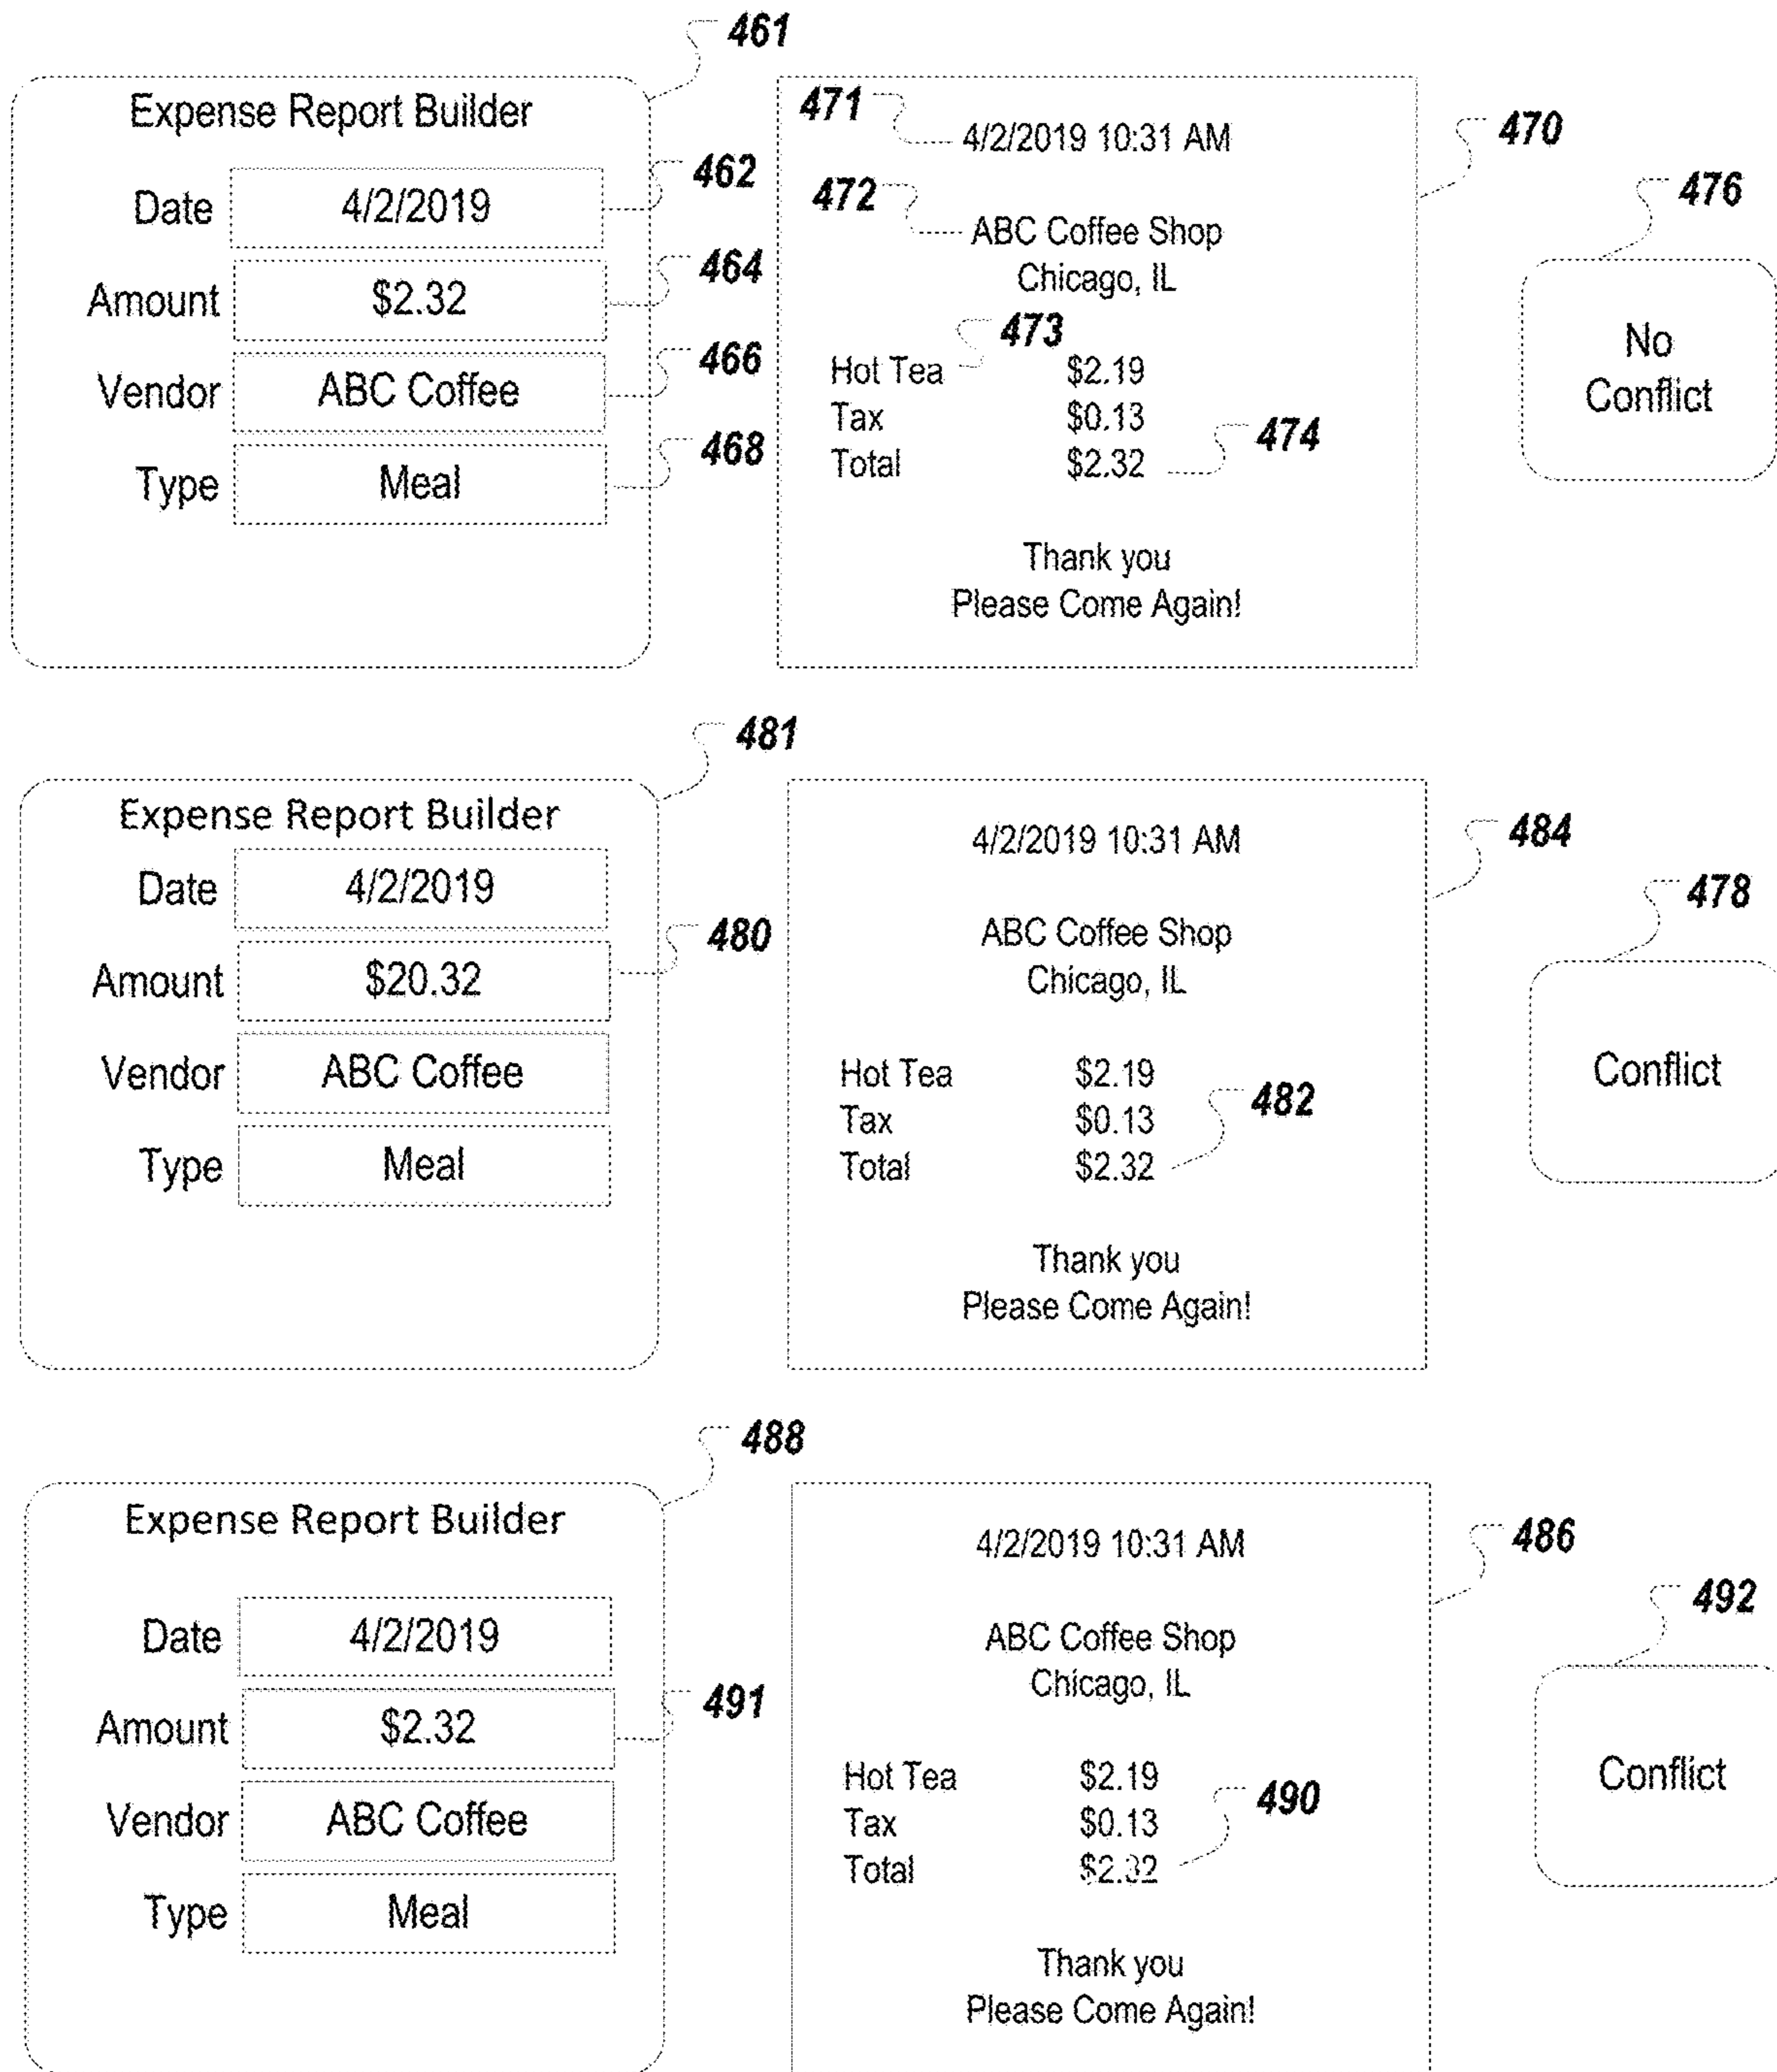 461
Expense Report Builder
Date 4/2/2019 462
Amount $2.32 464
Vendor ABC Coffee 466
Type Meal 468
471 4/2/2019 10:31 AM 470
472 ABC Coffee Shop
Chicago, IL
473
Hot Tea $2.19
Tax $0.13
Total $2.32 474
Thank you
Please Come Again!
476
No
Conflict
481
Expense Report Builder
Date 4/2/2019
Amount $20.32 480
Vendor ABC Coffee
Type Meal
4/2/2019 10:31 AM 484
ABC Coffee Shop
Chicago, IL
Hot Tea $2.19
Tax $0.13 482
Total $2.32
Thank you
Please Come Again!
478
Conflict
488
Expense Report Builder
Date 4/2/2019
Amount $2.32 491
Vendor ABC Coffee
Type Meal
4/2/2019 10:31 AM 486
ABC Coffee Shop
Chicago, IL
Hot Tea $2.19
Tax $0.13 490
Total $2.32
Thank you
Please Come Again!
492
Conflict